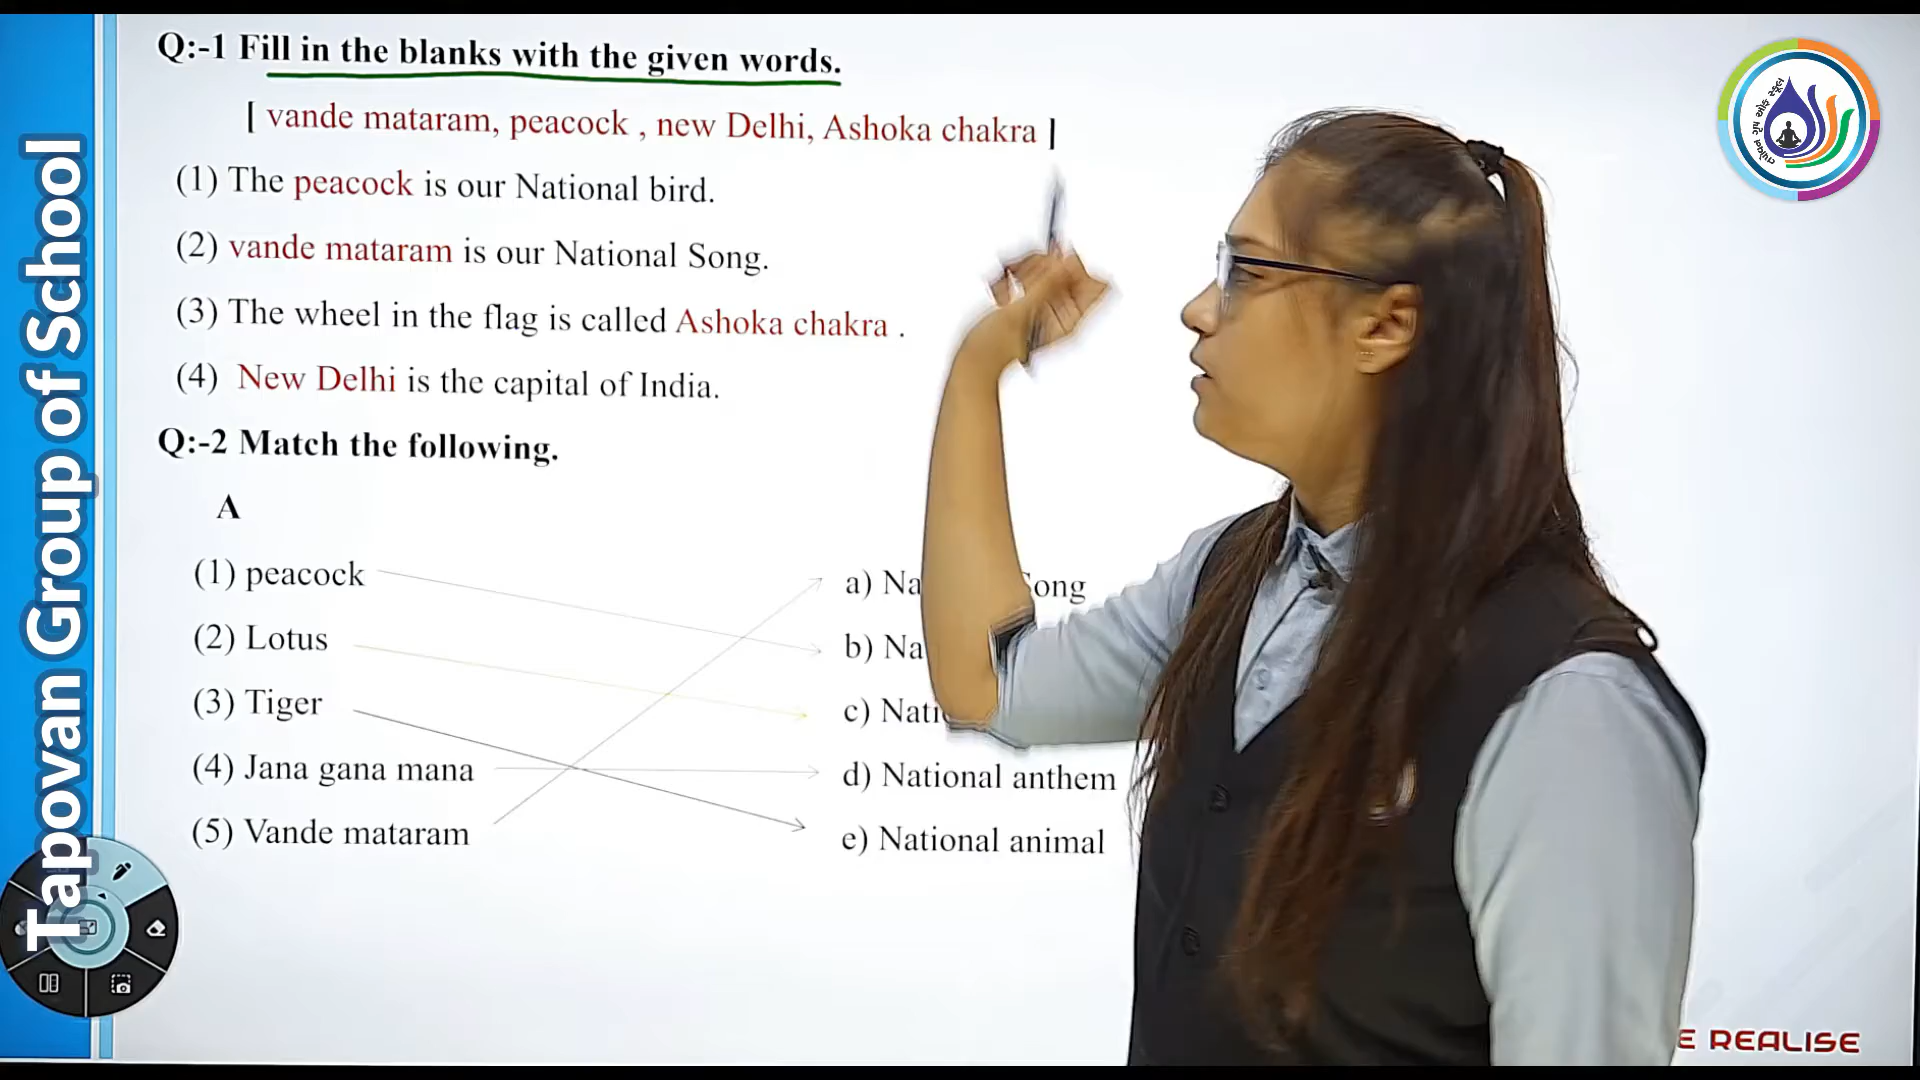 Tapovan Group of School
Q:-1 Fill in the blanks with the given words.
[ vande mataram, peacock , new Delhi, Ashoka chakra ]
(1) The peacock is our National bird.
(2) vande mataram is our National Song.
(3) The wheel in the flag is called Ashoka chakra .
(4) New Delhi is the capital of India.
Q:-2 Match the following.
A
(1) peacock
a) Na
ong
(2) Lotus
b) Na
(3) Tiger
c) Nati
(4) Jana gana mana
d) National anthem
(5) Vande mataram
e) National animal
E REALISE